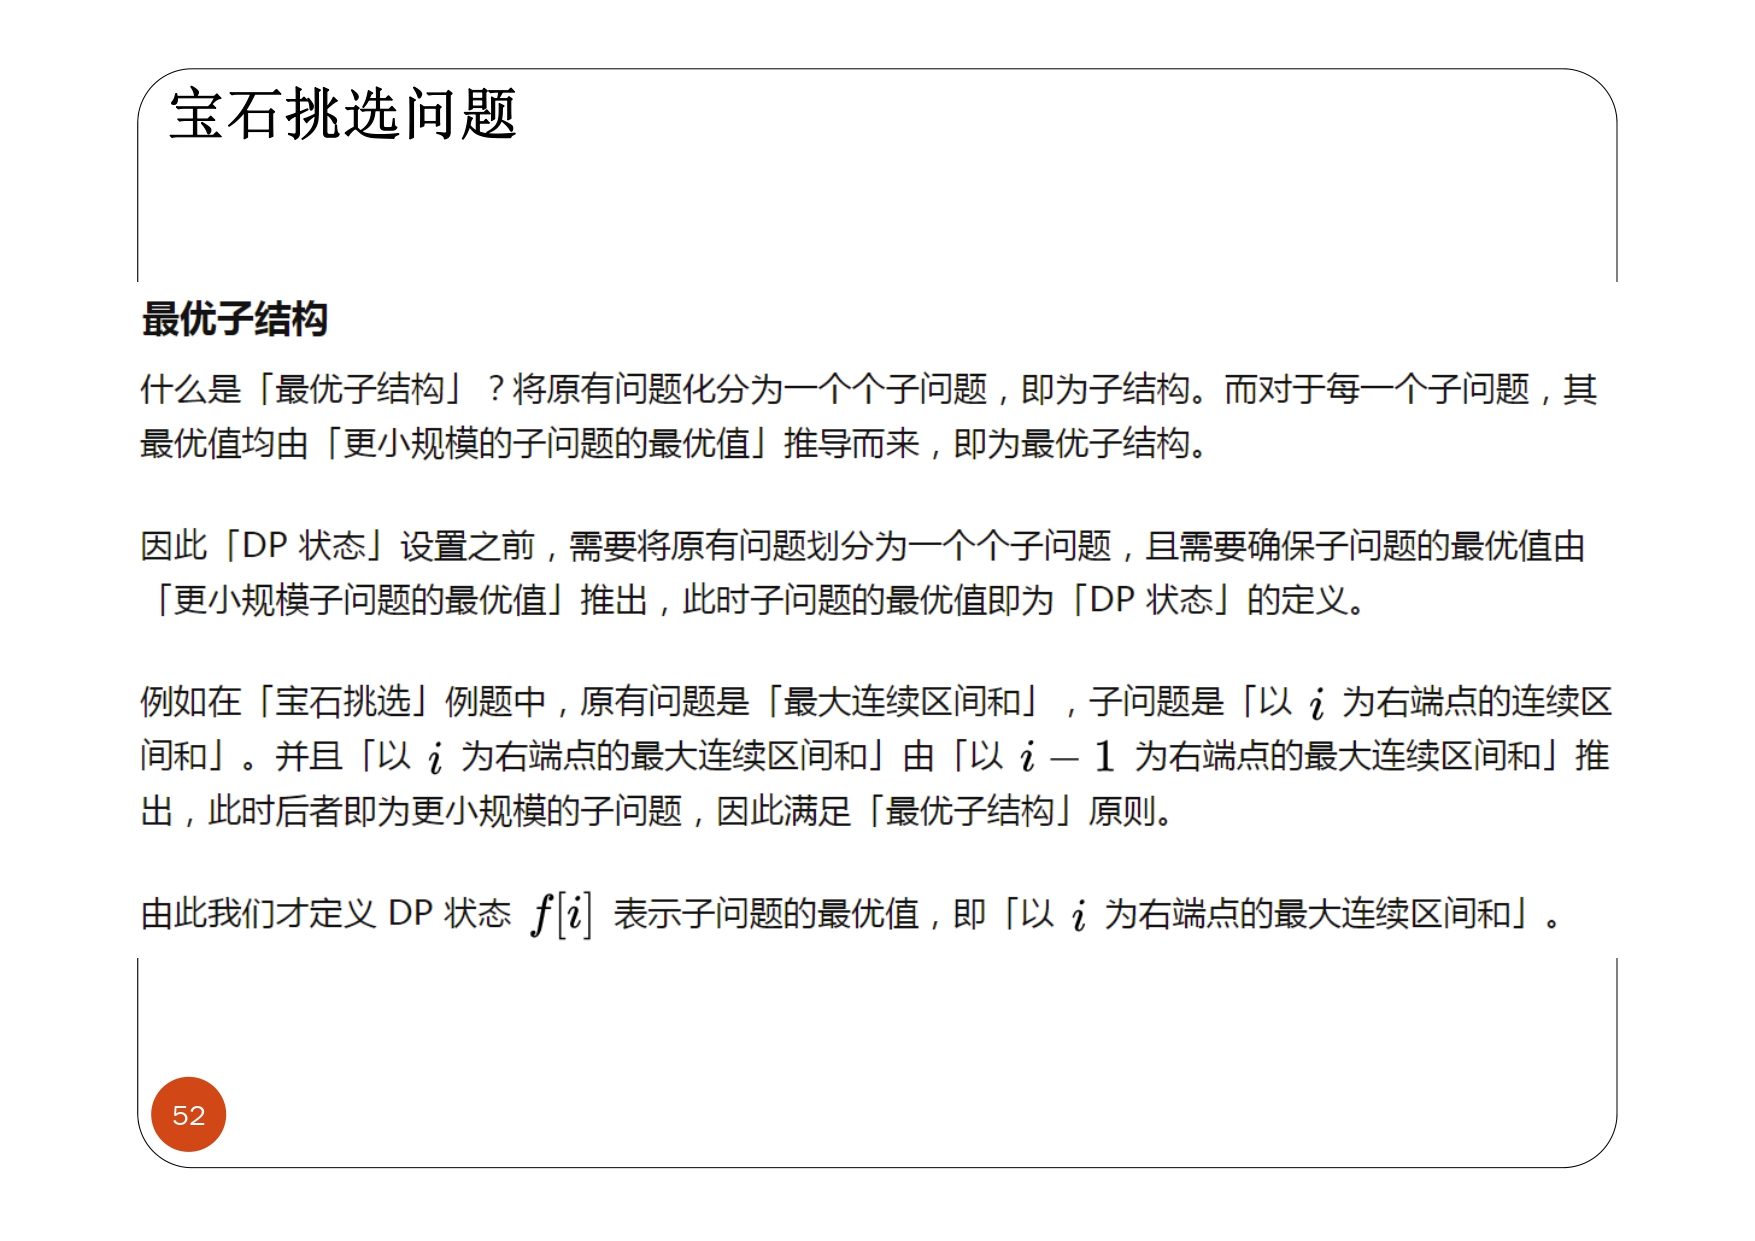 宝石挑选问题
最优子结构
什么是「最优子结构」？将原有问题化分为一个个子问题，即为子结构。而对于每一个子问题，其
最优值均由「更小规模的子问题的最优值」推导而来，即为最优子结构。
因此「DP 状态」设置之前，需要将原有问题划分为一个个子问题，且需要确保子问题的最优值由
「更小规模子问题的最优值」推出，此时子问题的最优值即为「DP 状态」的定义。
例如在「宝石挑选」例题中，原有问题是「最大连续区间和」，子问题是「以 i 为右端点的连续区
间和」。并且「以 i 为右端点的最大连续区间和」由「以 i − 1 为右端点的最大连续区间和」推
出，此时后者即为更小规模的子问题，因此满足「最优子结构」原则。
由此我们才定义 DP 状态 f[i] 表示子问题的最优值，即「以 i 为右端点的最大连续区间和」。
52